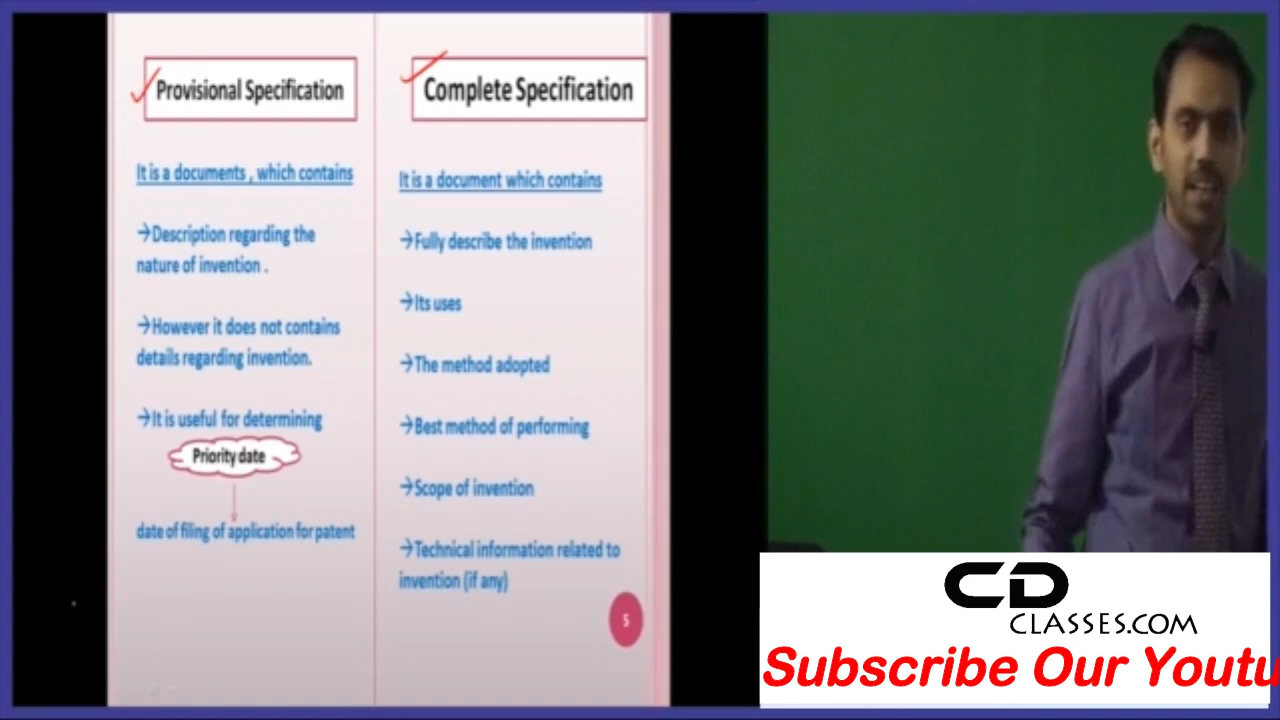 Provisional Specification
It is a documents , which contains
→Description regarding the
nature of invention .
→However it does not contains
details regarding invention.
→It is useful for determining
Priority date
date of filing of application for patent
Complete Specification
It is a document which contains
→Fully describe the invention
→Its uses
→The method adopted
→Best method of performing
→Scope of invention
→Technical information related to
invention (if any)
5
CD
CLASSES.COM
Subscribe Our Youtu